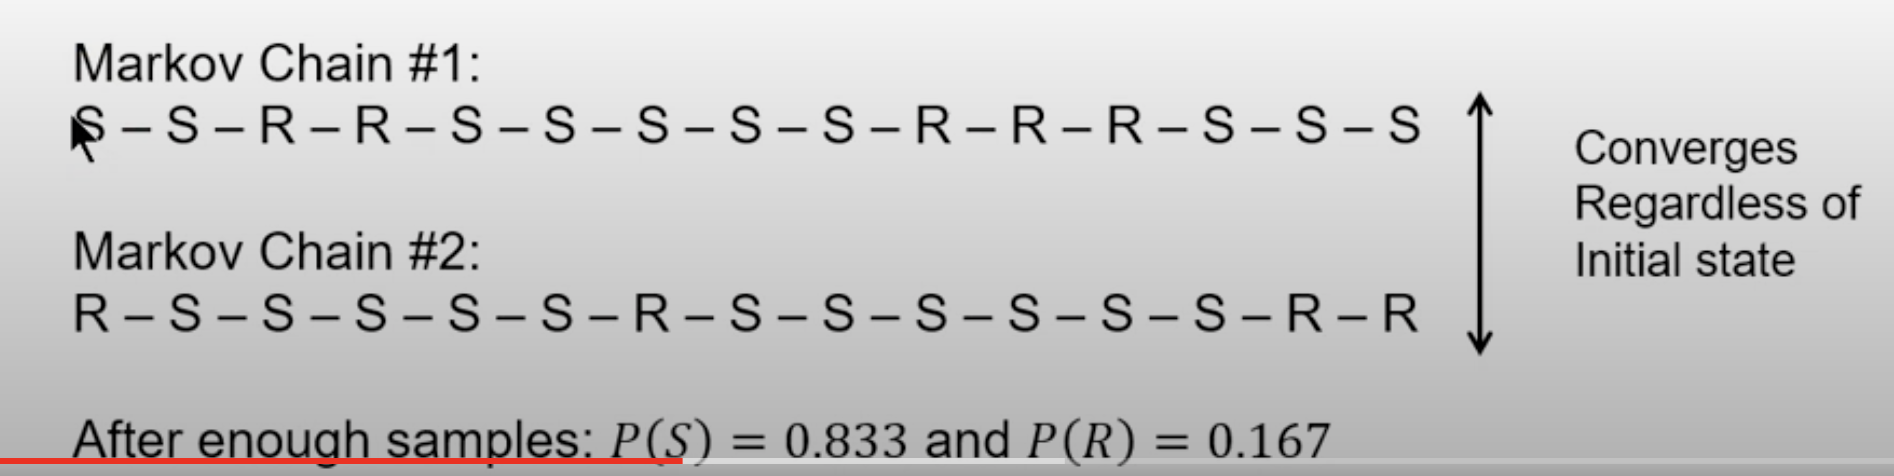 Markov Chain #1:
S – S – R – R – S – S – S – S – S – R – R – R – S – S – S
Converges
Regardless of
Initial state
Markov Chain #2:
R – S – S – S – S – S – R – S – S – S – S – S – S – R – R
After enough samples: P(S) = 0.833 and P(R) = 0.167